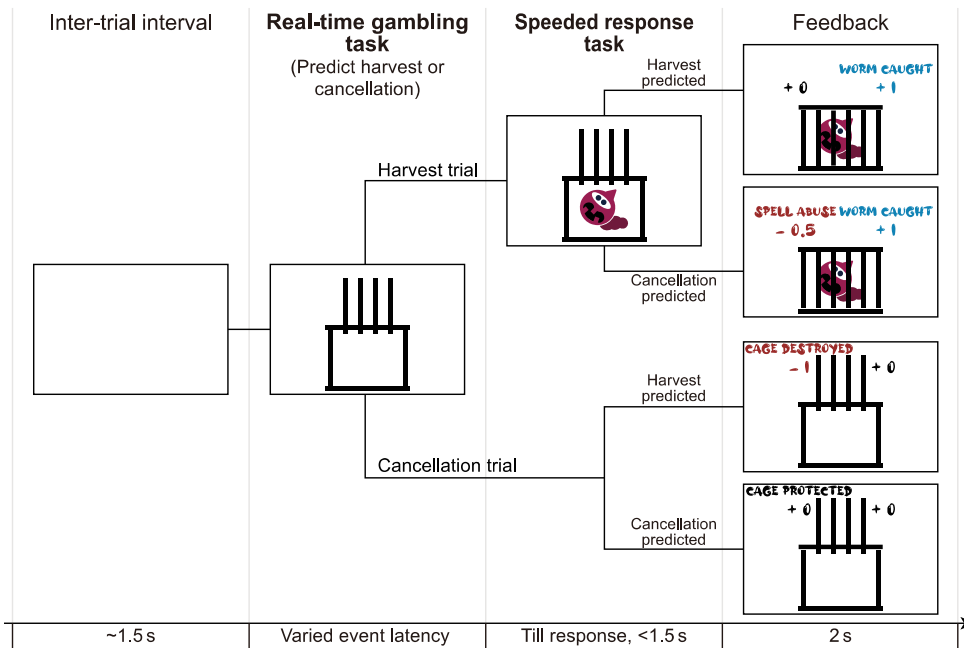 Inter-trial interval
Real-time gambling
task
(Predict harvest or
cancellation)
Speeded response
task
Feedback
Harvest
predicted
WORM CAUGHT
+ 0 + 1
Harvest trial
SPELL ABUSE WORM CAUGHT
- 0.5 + 1
Cancellation
predicted
CAGE DESTROYED
- 1 + 0
Harvest
predicted
Cancellation trial
CAGE PROTECTED
+ 0 + 0
Cancellation
predicted
~1.5 s
Varied event latency
Till response, <1.5 s
2 s